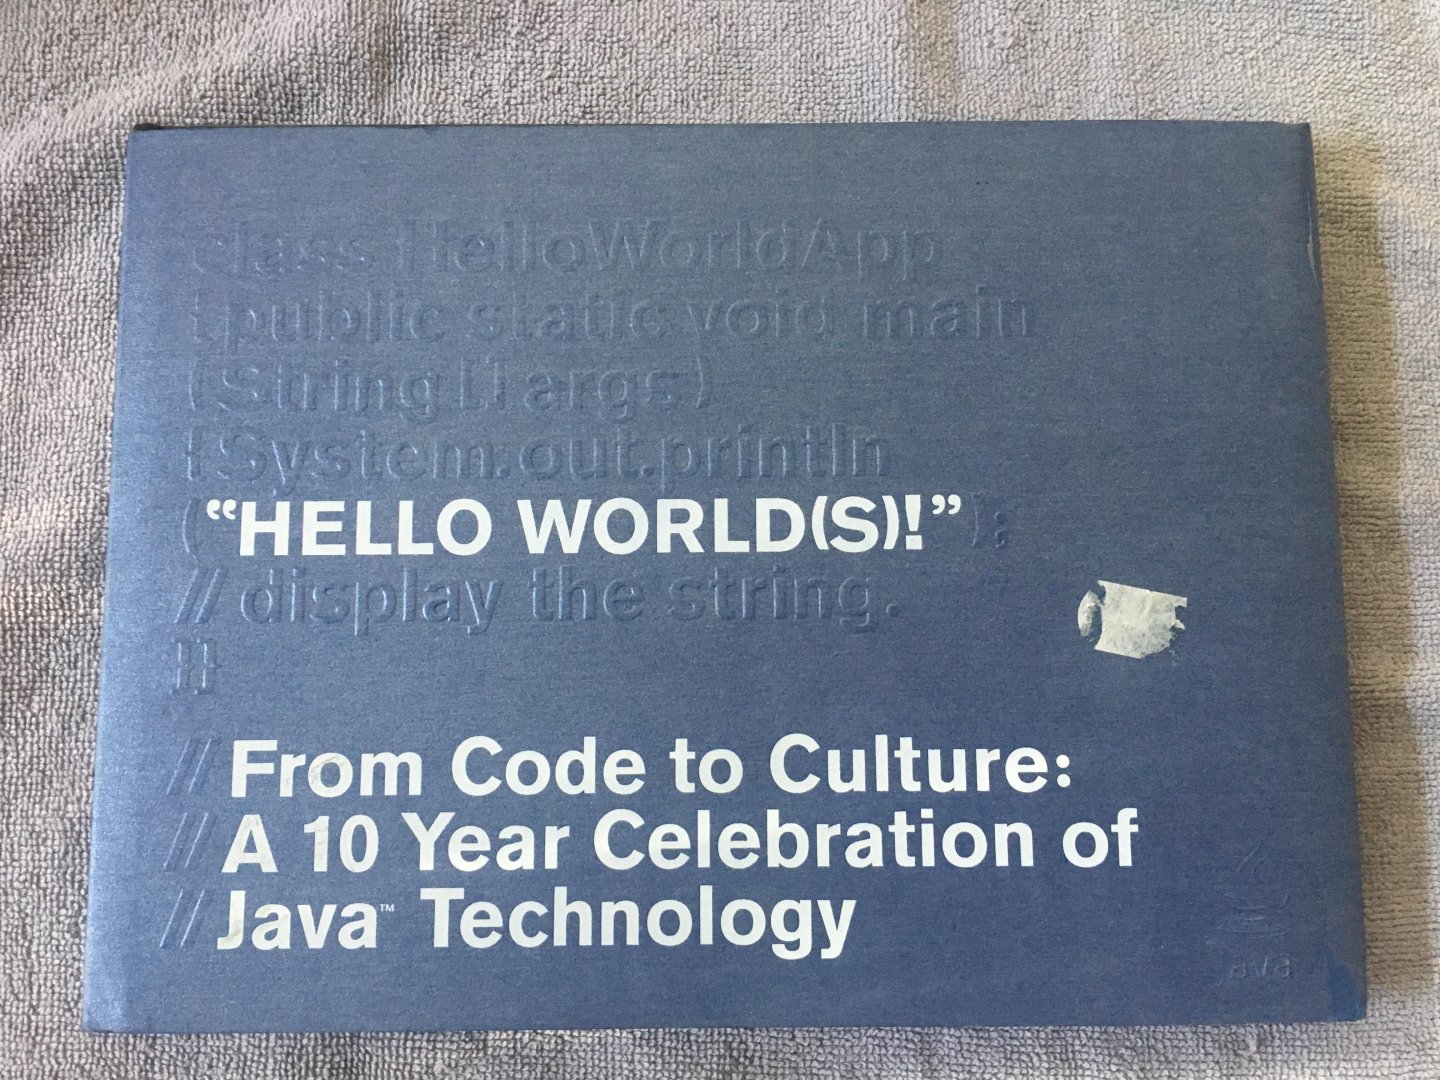 class HelloWorldApp
{public static void main
(String [] args)
{System.out.println
(“HELLO WORLD(S)!”);
// display the string.
}}
// From Code to Culture:
// A 10 Year Celebration of
// Java™ Technology
Java